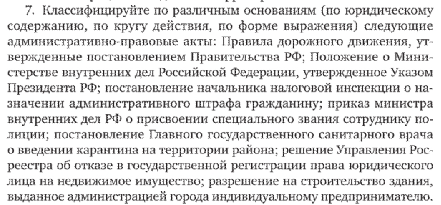 7. Классифицируйте по различным основаниям (по юридическому
содержанию, по кругу действия, по форме выражения) следующие
административно-правовые акты: Правила дорожного движения, ут-
вержденные постановлением Правительства РФ; Положение о Мини-
стерстве внутренних дел Российской Федерации, утвержденное Указом
Президента РФ; постановление начальника налоговой инспекции о на-
значении административного штрафа гражданину; приказ министра
внутренних дел РФ о присвоении специального звания сотруднику по-
лиции; постановление Главного государственного санитарного врача
о введении карантина на территории района; решение Управления Рос-
реестра об отказе в государственной регистрации права юридического
лица на недвижимое имущество; разрешение на строительство здания,
выданное администрацией города индивидуальному предпринимателю.